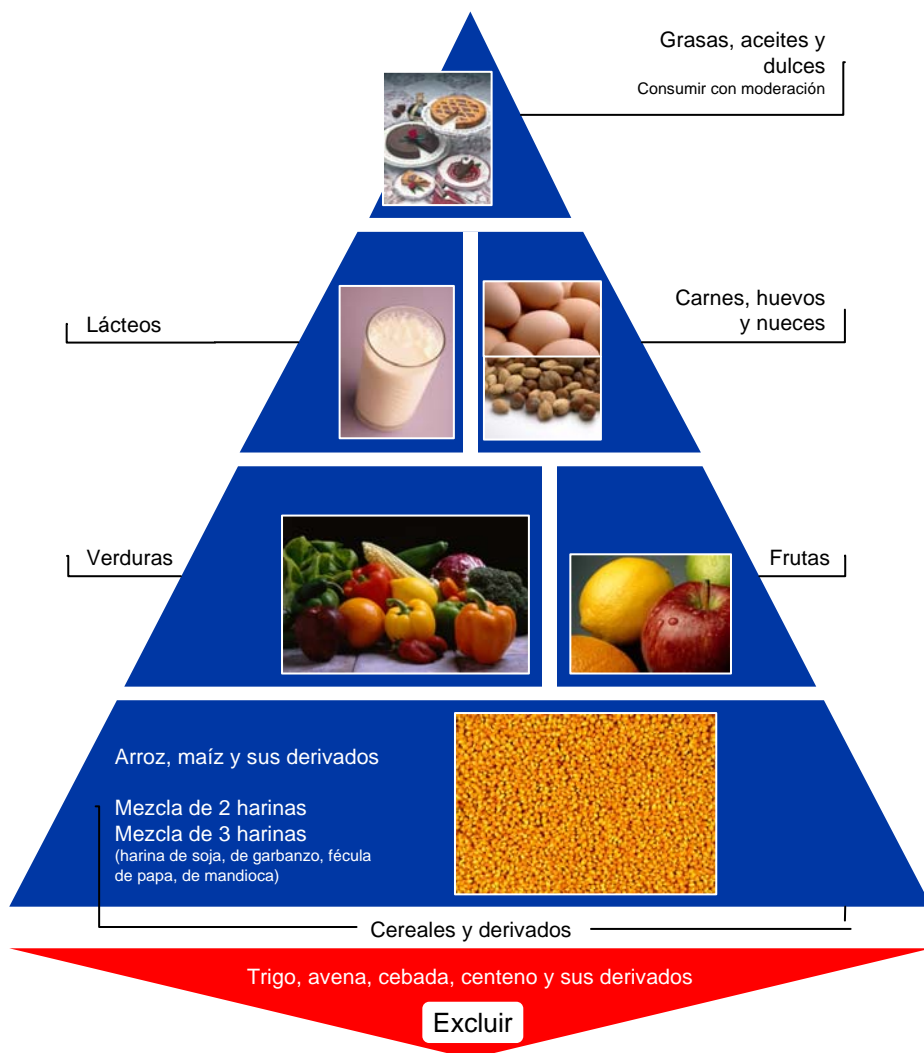 Grasas, aceites y
dulces
Consumir con moderación
Lácteos
Carnes, huevos
y nueces
Verduras
Frutas
Arroz, maíz y sus derivados
Mezcla de 2 harinas
Mezcla de 3 harinas
(harina de soja, de garbanzo, fécula
de papa, de mandioca)
Cereales y derivados
Trigo, avena, cebada, centeno y sus derivados
Excluir